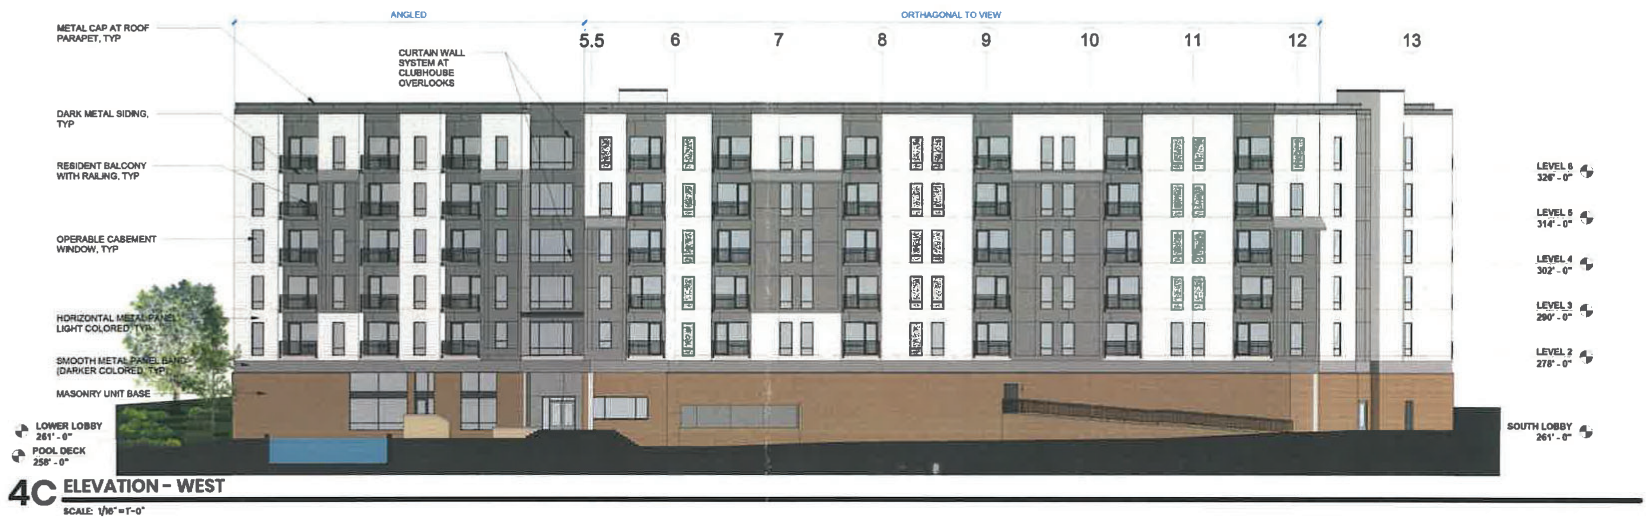 ANGLED
ORTHAGONAL TO VIEW
METAL CAP AT ROOF
PARAPET, TYP
5.5
6
7
8
9
10
11
12
13
CURTAIN WALL
SYSTEM AT
CLUBHOUSE
OVERLOOKS
DARK METAL SIDING,
TYP
RESIDENT BALCONY
WITH RAILING, TYP
OPERABLE CABEMENT
WINDOW, TYP
HORIZONTAL METAL PANEL
LIGHT COLORED, TYP
SMOOTH METAL PANEL BAND
(DARKER COLORED, TYP)
MASONRY UNIT BASE
LOWER LOBBY
261' - 0"
POOL DECK
258' - 0"
LEVEL 6
326' - 0"
LEVEL 5
314' - 0"
LEVEL 4
302' - 0"
LEVEL 3
290' - 0"
LEVEL 2
278' - 0"
SOUTH LOBBY
261' - 0"
4C ELEVATION - WEST
SCALE: 1/16" = 1'-0"